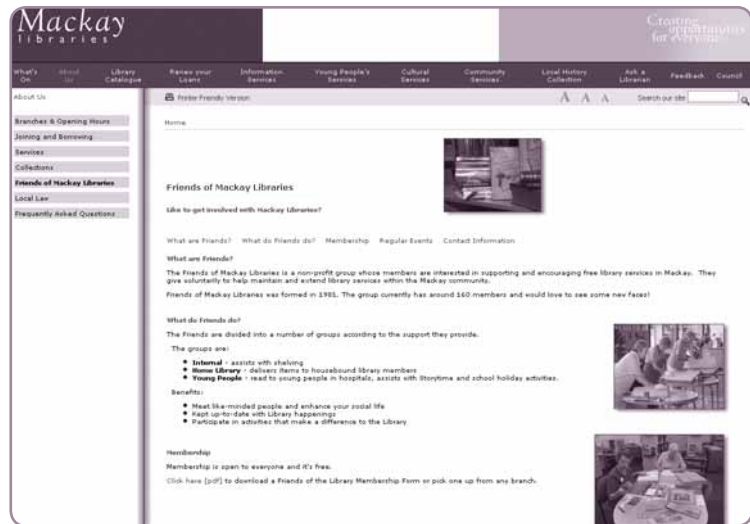 Mackay
libraries
Creating
opportunities
for everyone
What's On
About Us
Library Catalogue
Renew your Loans
Information Services
Young People's Services
Cultural Services
Community Services
Local History Collection
Ask a Librarian
Feedback
Council
About Us
Printer Friendly Version
A A A
Search our site
Branches & Opening Hours
Joining and Borrowing
Services
Collections
Friends of Mackay Libraries
Local Law
Frequently Asked Questions
Home
Friends of Mackay Libraries
Like to get involved with Mackay Libraries?
What are Friends? What do Friends do? Membership Regular Events Contact Information
What are Friends?
The Friends of Mackay Libraries is a non-profit group whose members are interested in supporting and encouraging free library services in Mackay. They
give voluntarily to help maintain and extend library services within the Mackay community.
Friends of Mackay Libraries was formed in 1985. The group currently has around 160 members and would love to see some new faces!
What do Friends do?
The Friends are divided into a number of groups according to the support they provide.
The groups are:
• Internal - assists with shelving
• Home Library - delivers items to housebound library members
• Young People - read to young people in hospitals, assists with Storytime and school holiday activities.
Benefits:
• Meet like-minded people and enhance your social life
• Kept up-to-date with Library happenings
• Participate in activities that make a difference to the Library
Membership
Membership is open to everyone and it's free.
Click here [pdf] to download a Friends of the Library Membership Form or pick one up from any branch.